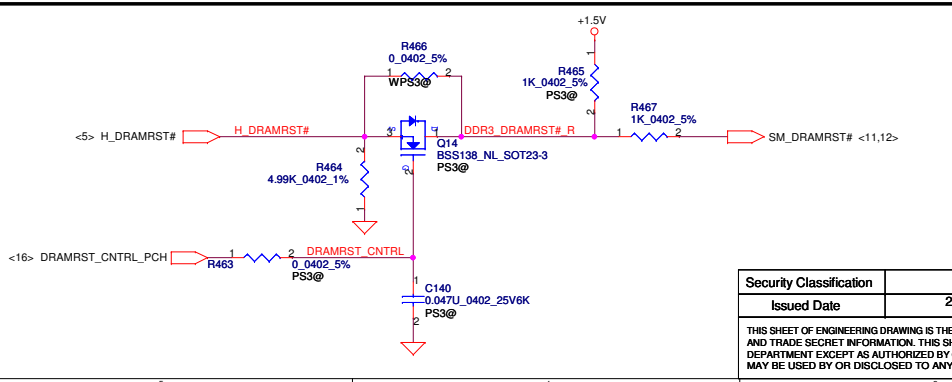 +1.5V
R466
0_0402_5%
1 2
WPS3@
R465
1K_0402_5%
PS3@
1
2
R467
1K_0402_5%
1 2
<5> H_DRAMRST#
H_DRAMRST#
3
1
DDR3_DRAMRST#_R
SM_DRAMRST# <11,12>
Q14
BSS138_NL_SOT23-3
PS3@
2
R464
4.99K_0402_1%
2
1
<16> DRAMRST_CNTRL_PCH
1 2
R463
0_0402_5%
PS3@
DRAMRST_CNTRL
1
C140
0.047U_0402_25V6K
PS3@
2
Security Classification
Issued Date
2
THIS SHEET OF ENGINEERING DRAWING IS THE
AND TRADE SECRET INFORMATION. THIS SH
DEPARTMENT EXCEPT AS AUTHORIZED BY
MAY BE USED BY OR DISCLOSED TO ANY